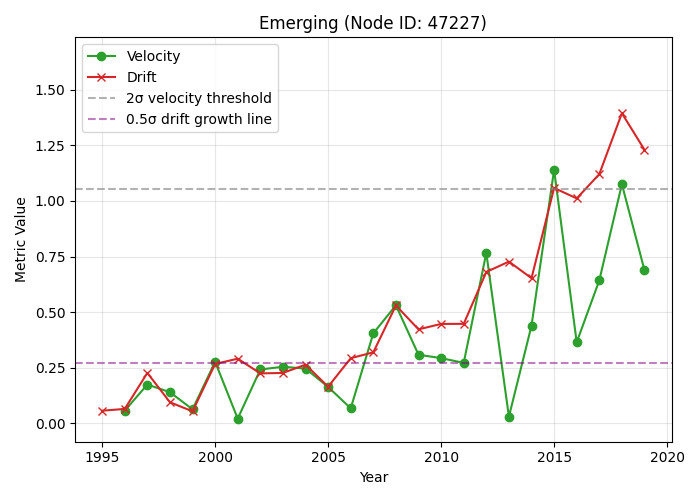 Emerging (Node ID: 47227)
Velocity
Drift
2σ velocity threshold
0.5σ drift growth line
1.50
1.25
1.00
0.75
0.50
0.25
0.00
Metric Value
1995
2000
2005
2010
2015
2020
Year